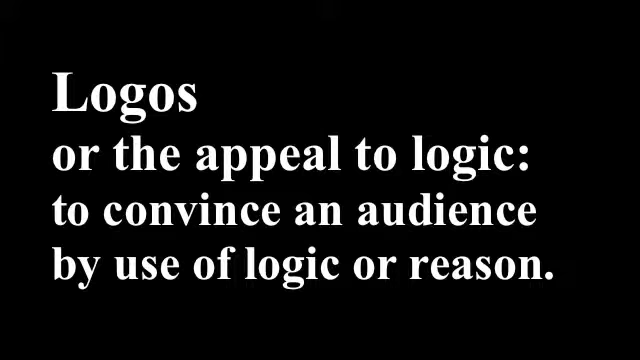 Logos
or the appeal to logic:
to convince an audience
by use of logic or reason.